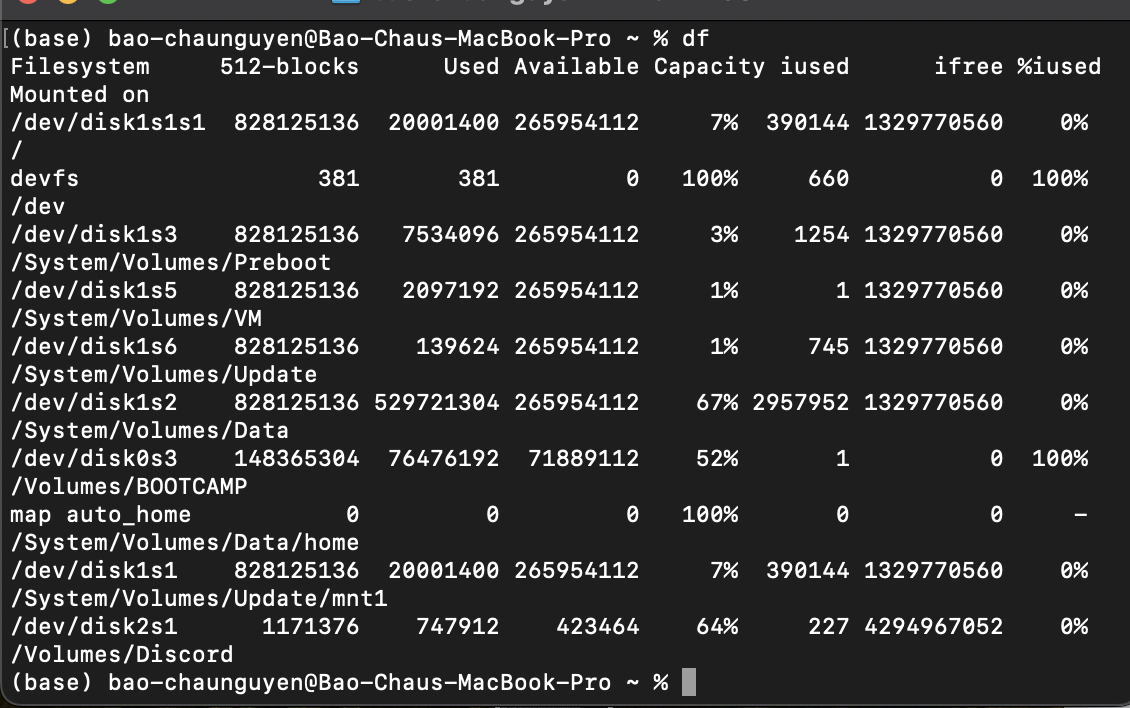 (base) bao-chaunguyen@Bao-Chaus-MacBook-Pro ~ % df
Filesystem     512-blocks      Used Available Capacity iused      ifree %iused
Mounted on
/dev/disk1s1s1  828125136  20001400 265954112     7%  390144 1329770560    0%
/
devfs                 381       381         0   100%     660          0  100%
/dev
/dev/disk1s3    828125136   7534096 265954112     3%    1254 1329770560    0%
/System/Volumes/Preboot
/dev/disk1s5    828125136   2097192 265954112     1%       1 1329770560    0%
/System/Volumes/VM
/dev/disk1s6    828125136    139624 265954112     1%     745 1329770560    0%
/System/Volumes/Update
/dev/disk1s2    828125136 529721304 265954112    67% 2957952 1329770560    0%
/System/Volumes/Data
/dev/disk0s3    148365304  76476192  71889112    52%       1          0  100%
/Volumes/BOOTCAMP
map auto_home           0         0         0   100%       0          0     -
/System/Volumes/Data/home
/dev/disk1s1    828125136  20001400 265954112     7%  390144 1329770560    0%
/System/Volumes/Update/mnt1
/dev/disk2s1      1171376    747912    423464    64%     227 4294967052    0%
/Volumes/Discord
(base) bao-chaunguyen@Bao-Chaus-MacBook-Pro ~ %